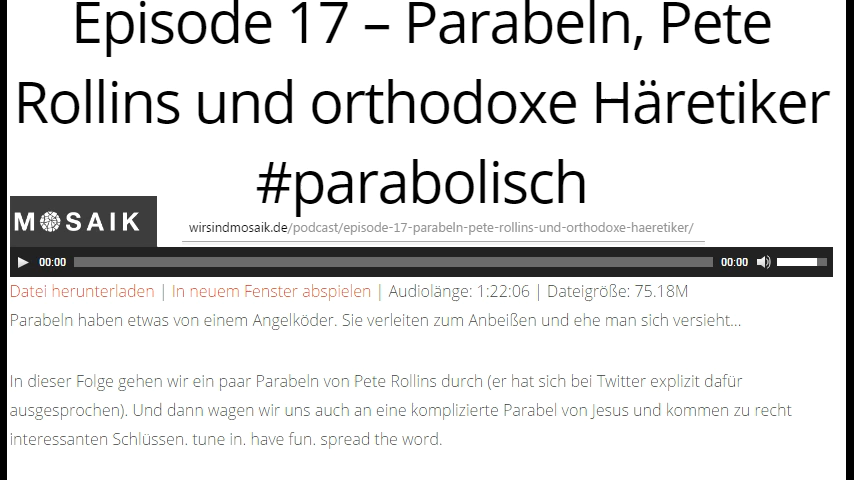 Episode 17 – Parabeln, Pete
Rollins und orthodoxe Häretiker
#parabolisch
MOSAIK
wirsindmosaik.de/podcast/episode-17-parabeln-pete-rollins-und-orthodoxe-haeretiker/
00:00 00:00
Datei herunterladen | In neuem Fenster abspielen | Audiolänge: 1:22:06 | Dateigröße: 75.18M
Parabeln haben etwas von einem Angelköder. Sie verleiten zum Anbeißen und ehe man sich versieht...
In dieser Folge gehen wir ein paar Parabeln von Pete Rollins durch (er hat sich bei Twitter explizit dafür
ausgesprochen). Und dann wagen wir uns auch an eine komplizierte Parabel von Jesus und kommen zu recht
interessanten Schlüssen. tune in. have fun. spread the word.